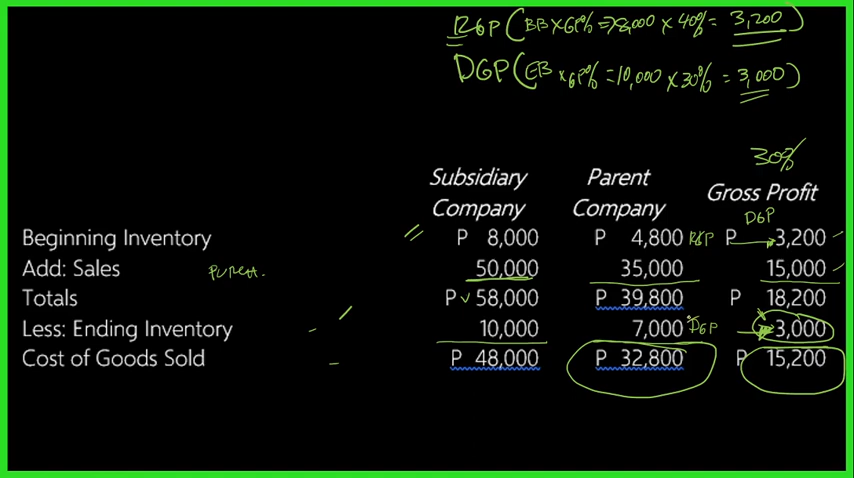 RGP (BB x GP% => 8,000 x 40% = 3,200)
DGP (EB x GP% = 10,000 x 30% = 3,000)
30%
Subsidiary Company Parent Company Gross Profit
DGP
Beginning Inventory P 8,000 P 4,800 RGP P 3,200
Add: Sales 50,000 35,000 15,000
Totals P 58,000 P 39,800 P 18,200
Less: Ending Inventory 10,000 7,000 DGP 3,000
Cost of Goods Sold P 48,000 P 32,800 P 15,200